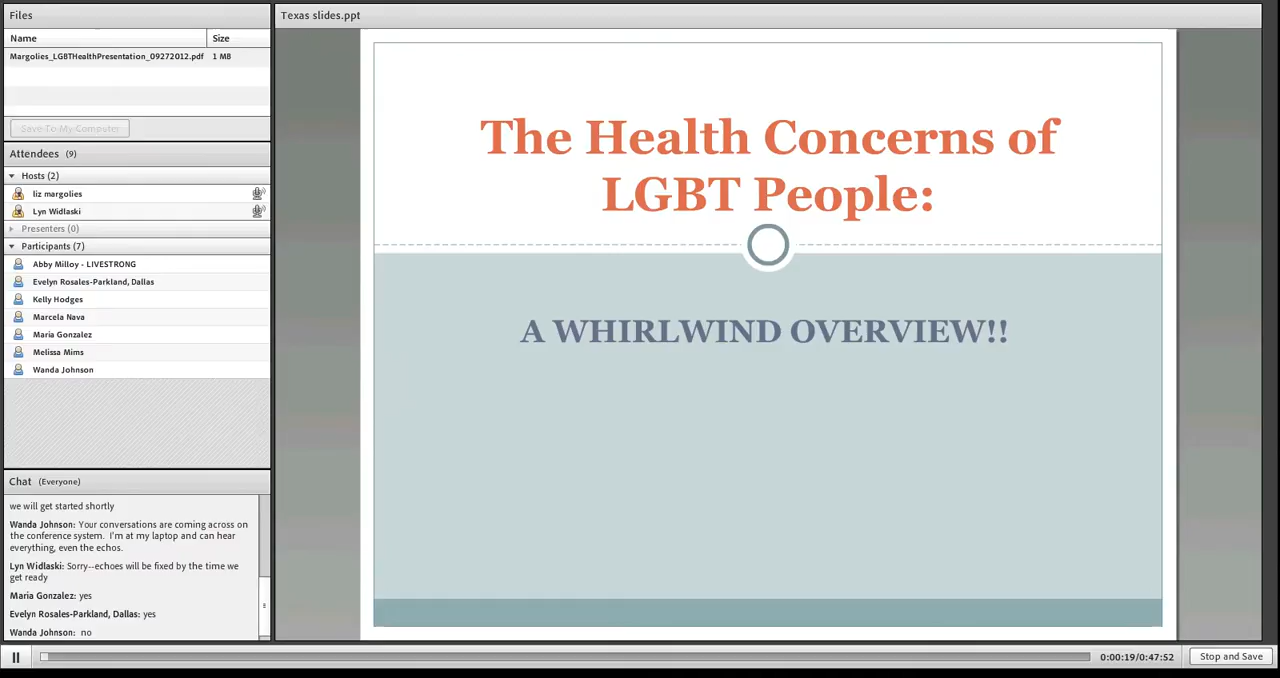 Files
Name Size
Margolies_LGBTHealthPresentation_09272012.pdf 1 MB
Save To My Computer
Attendees (9)
Hosts (2)
liz margolies
Lyn Widlaski
Presenters (0)
Participants (7)
Abby Milloy - LIVESTRONG
Evelyn Rosales-Parkland, Dallas
Kelly Hodges
Marcela Nava
Maria Gonzalez
Melissa Mims
Wanda Johnson
Chat (Everyone)
we will get started shortly
Wanda Johnson: Your conversations are coming across on
the conference system. I'm at my laptop and can hear
everything, even the echos.
Lyn Widlaski: Sorry--echoes will be fixed by the time we
get ready
Maria Gonzalez: yes
Evelyn Rosales-Parkland, Dallas: yes
Wanda Johnson: no
Texas slides.ppt
The Health Concerns of
LGBT People:
A WHIRLWIND OVERVIEW!!
0:00:19/0:47:52
Stop and Save